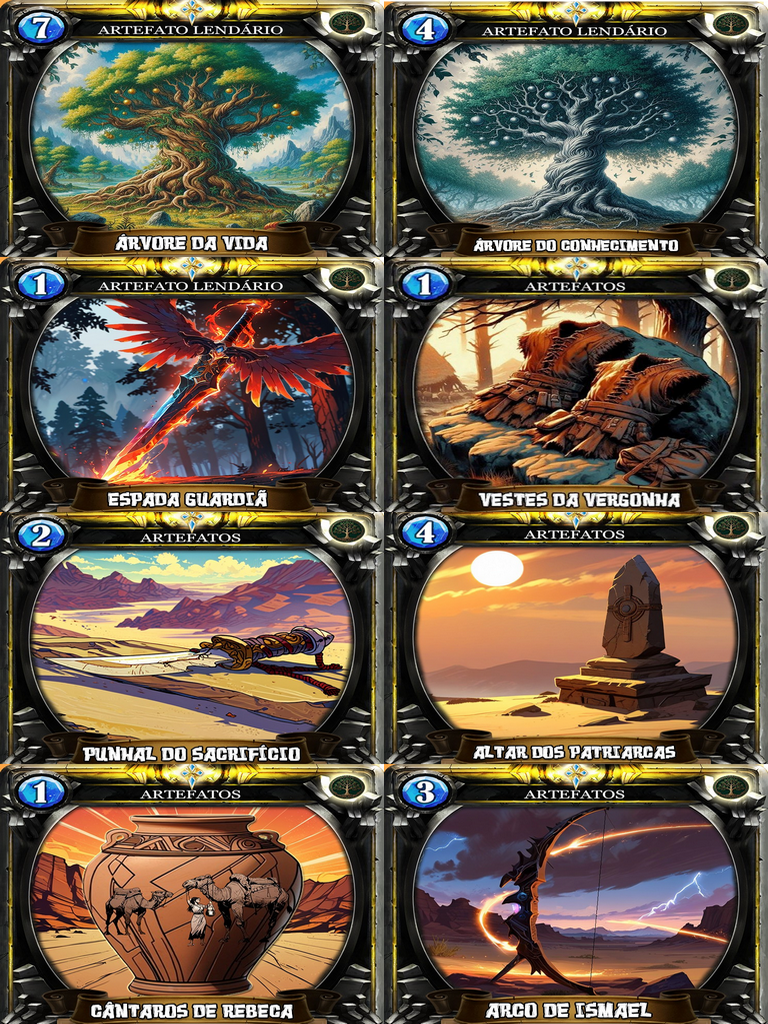 7
ARTEFATO LENDÁRIO
ÁRVORE DA VIDA
4
ARTEFATO LENDÁRIO
ÁRVORE DO CONHECIMENTO
1
ARTEFATO LENDÁRIO
ESPADA GUARDIÃ
1
ARTEFATOS
VESTES DA VERGONHA
2
ARTEFATOS
PUNHAL DO SACRIFÍCIO
4
ARTEFATOS
ALTAR DOS PATRIARCAS
1
ARTEFATOS
CÂNTAROS DE REBECA
3
ARTEFATOS
ARCO DE ISMAEL